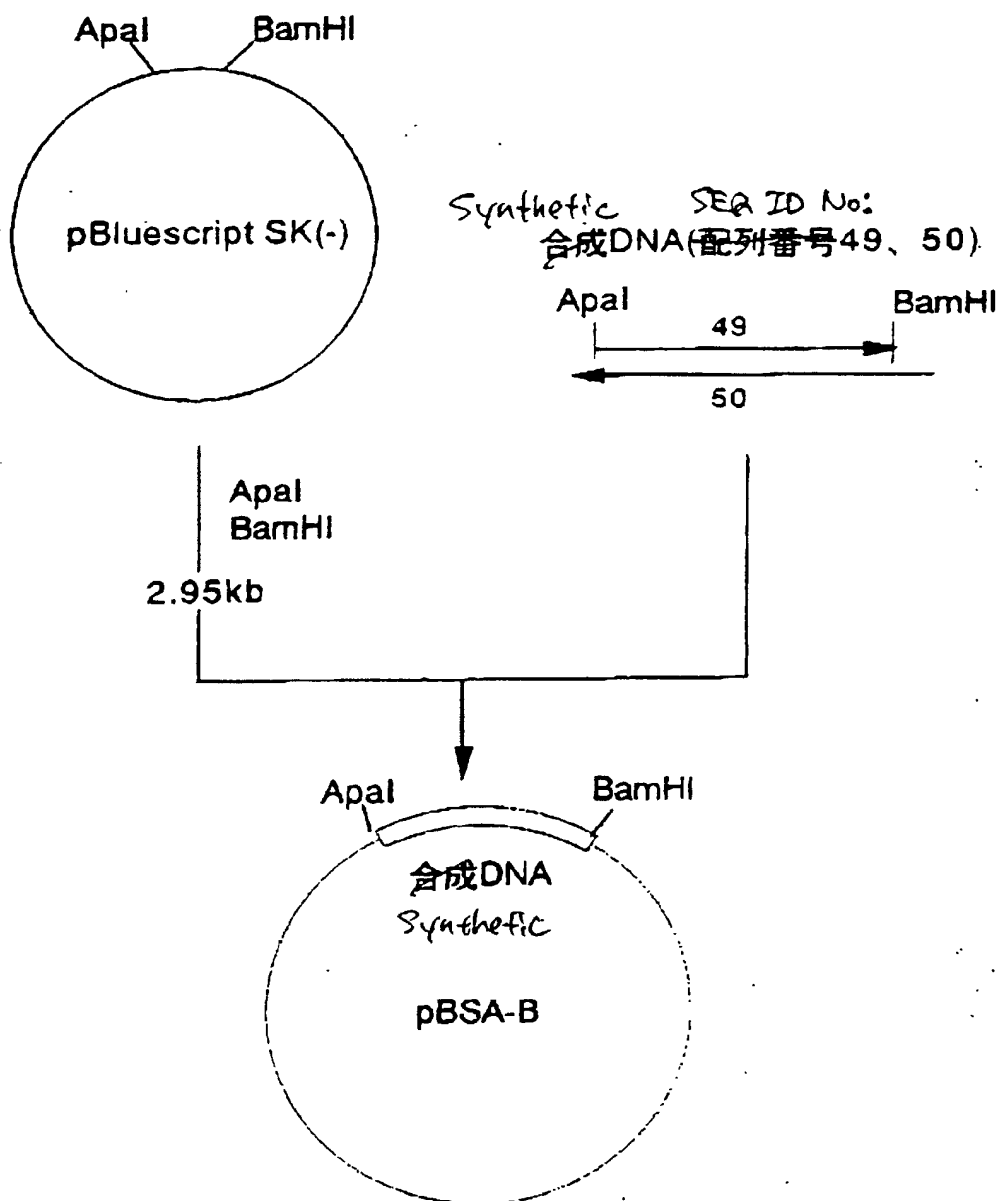 ApaI BamHI
pBluescript SK(-)
Synthetic SEQ ID No:
合成DNA(配列番号49、50)
ApaI BamHI
49
50
ApaI
BamHI
2.95kb
ApaI BamHI
合成DNA
Synthetic
pBSA-B